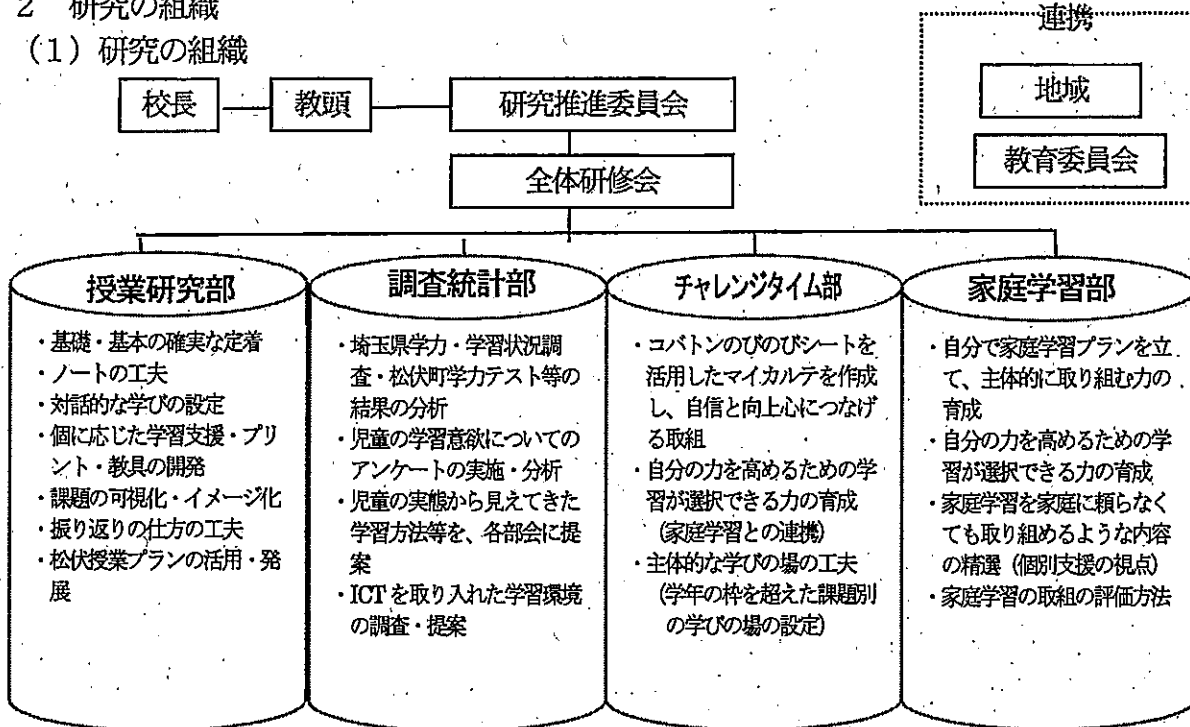 2 研究の組織
(1)研究の組織
連携
校長
教頭
研究推進委員会
地域
全体研修会
教育委員会
授業研究部
・基礎・基本の確実な定着
・ノートの工夫
・対話的な学びの設定
・個に応じた学習支援・プリ
ント・教具の開発
・課題の可視化・イメージ化
・振り返りの仕方の工夫
・松伏授業プランの活用・発
展
調査統計部
・埼玉県学力・学習状況調
査・松伏町学力テスト等の
結果の分析
・児童の学習意欲についての
アンケートの実施・分析
・児童の実態から見えてきた
学習方法等を、各部会に提
案
・ICTを取り入れた学習環境
の調査・提案
チャレンジタイム部
・コバトンのびのびシートを
活用したマイカルテを作成
し、自信と向上心につなげ
る取組
・自分の力を高めるための学
習が選択できる力の育成
(家庭学習との連携)
・主体的な学びの場の工夫
(学年の枠を超えた課題別
の学びの場の設定)
家庭学習部
・自分で家庭学習プランを立
て、主体的に取り組む力の
育成
・自分の力を高めるための学
習が選択できる力の育成
・家庭学習を家庭に頼らなく
ても取り組めるような内容
の精選(個別支援の視点)
・家庭学習の取組の評価方法